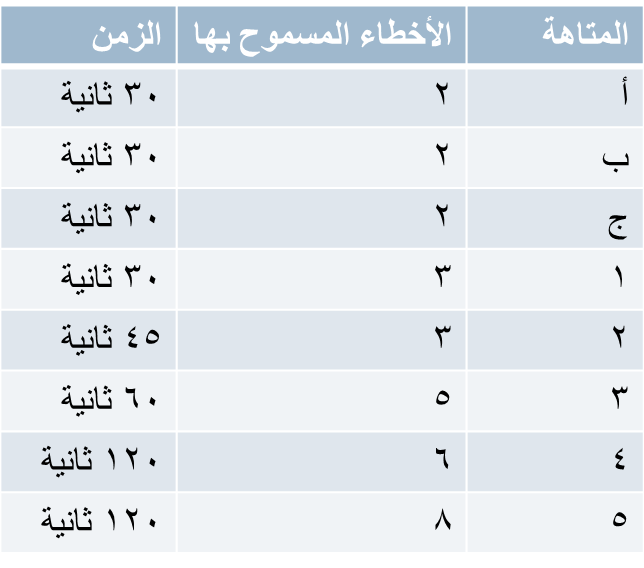 المتاهة الأخطاء المسموح بها الزمن
أ ٢ ٣٠ ثانية
ب ٢ ٣٠ ثانية
ج ٢ ٣٠ ثانية
١ ٣ ٣٠ ثانية
٢ ٣ ٤٥ ثانية
٣ ٥ ٦٠ ثانية
٤ ٦ ١٢٠ ثانية
٥ ٨ ١٢٠ ثانية